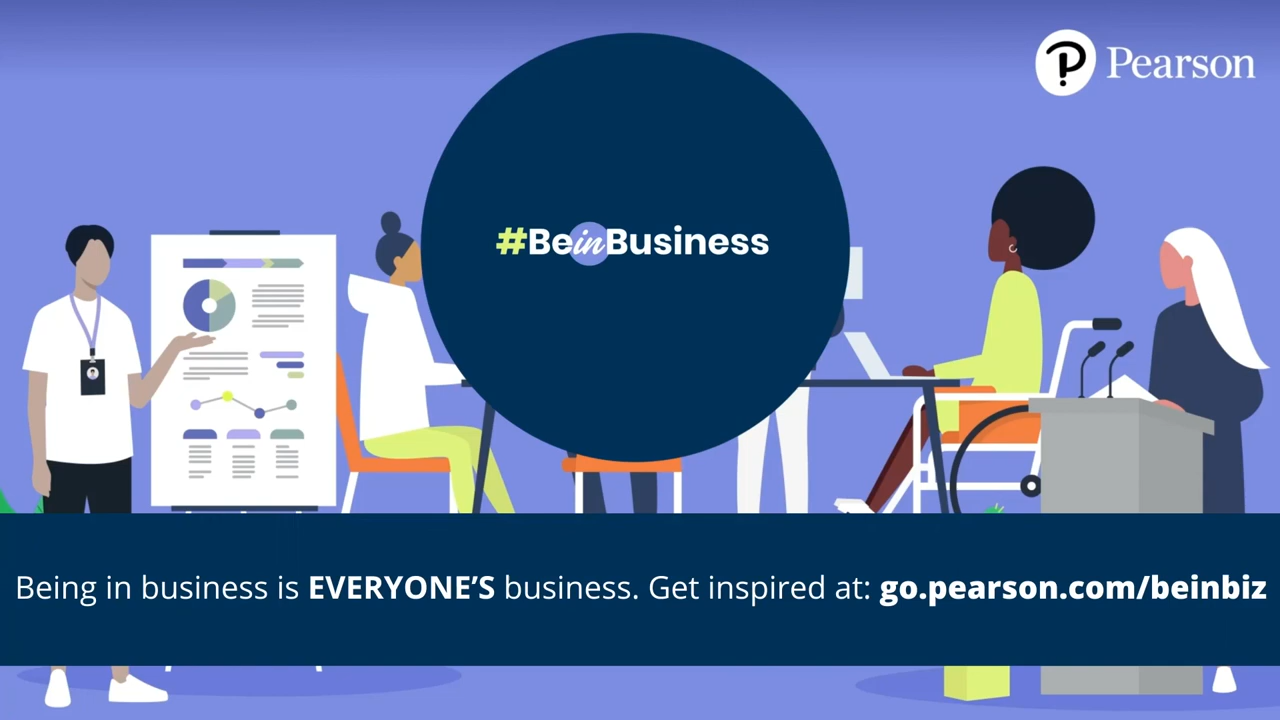 Pearson
#BeinBusiness
Being in business is EVERYONE’S business. Get inspired at: go.pearson.com/beinbiz